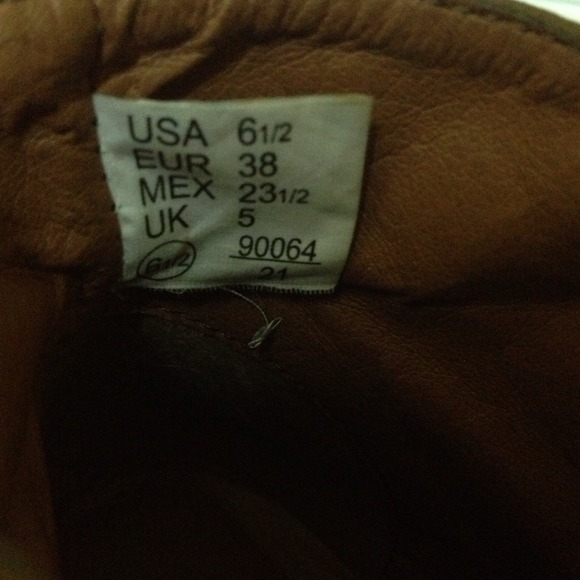 USA 6 1/2
EUR 38
MEX 23 1/2
UK 5
6 1/2 90064
21